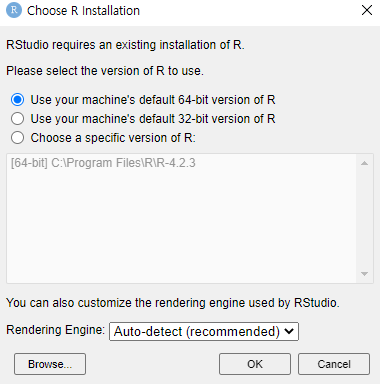 R Choose R Installation
RStudio requires an existing installation of R.
Please select the version of R to use.
Use your machine's default 64-bit version of R
Use your machine's default 32-bit version of R
Choose a specific version of R:
[64-bit] C:\Program Files\R\R-4.2.3
You can also customize the rendering engine used by RStudio.
Rendering Engine: Auto-detect (recommended)
Browse... OK Cancel